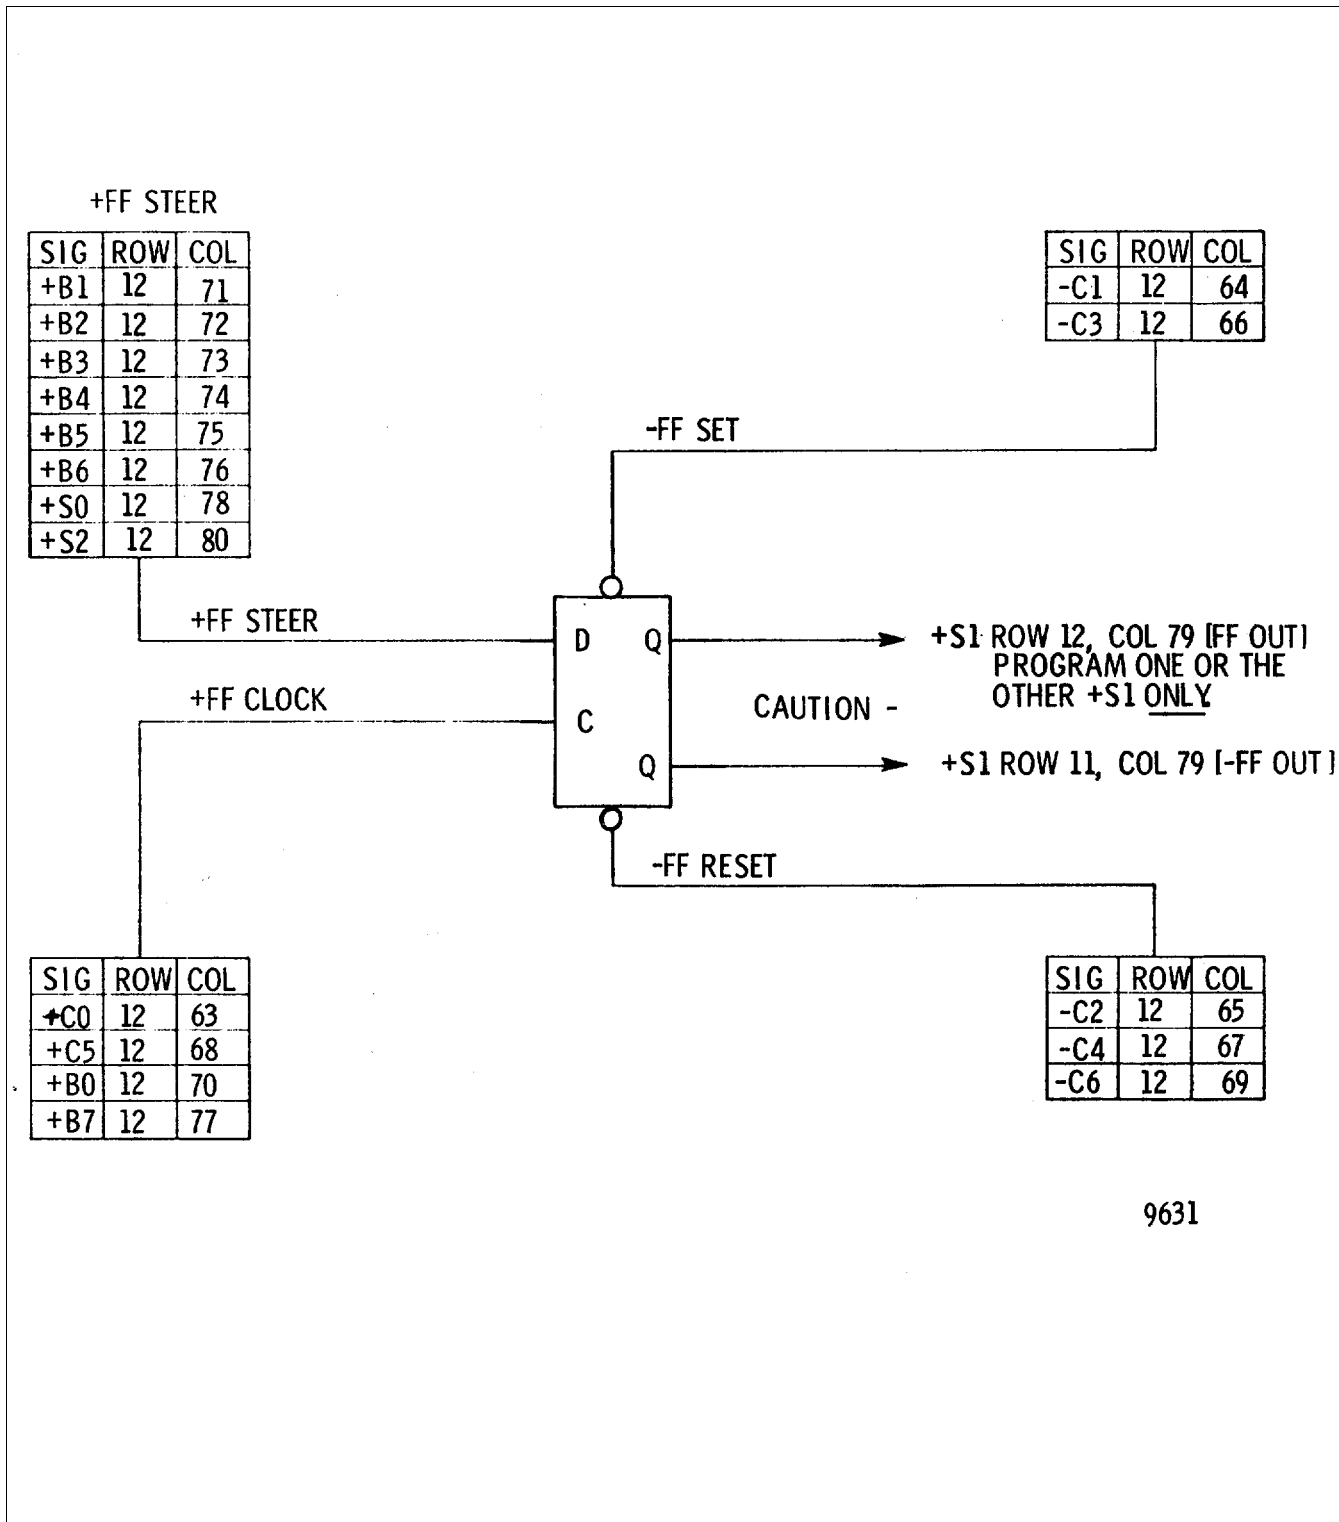 +FF STEER
SIG ROW COL
+B1 12 71
+B2 12 72
+B3 12 73
+B4 12 74
+B5 12 75
+B6 12 76
+S0 12 78
+S2 12 80
SIG ROW COL
-C1 12 64
-C3 12 66
-FF SET
+FF STEER
+FF CLOCK
D Q
C
Q
+S1 ROW 12, COL 79 [FF OUT]
PROGRAM ONE OR THE
OTHER +S1 ONLY.
CAUTION -
+S1 ROW 11, COL 79 [-FF OUT]
-FF RESET
SIG ROW COL
+C0 12 63
+C5 12 68
+B0 12 70
+B7 12 77
SIG ROW COL
-C2 12 65
-C4 12 67
-C6 12 69
9631